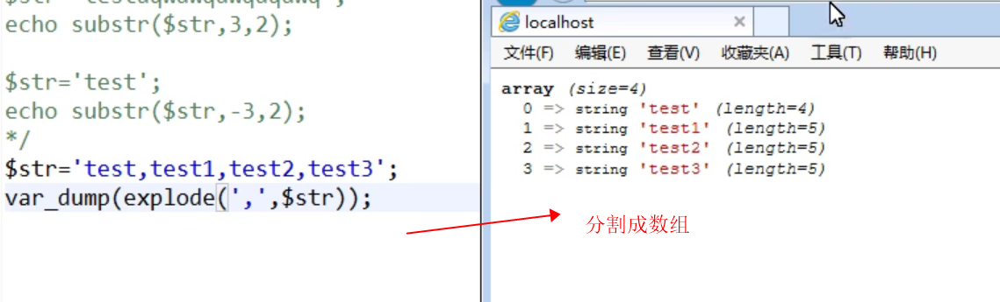 echo substr($str,3,2);
$str='test';
echo substr($str,-3,2);
*/
$str='test,test1,test2,test3';
var_dump(explode(',',$str));
localhost
文件(F) 编辑(E) 查看(V) 收藏夹(A) 工具(T) 帮助(H)
array (size=4)
0 => string 'test' (length=4)
1 => string 'test1' (length=5)
2 => string 'test2' (length=5)
3 => string 'test3' (length=5)
分割成数组